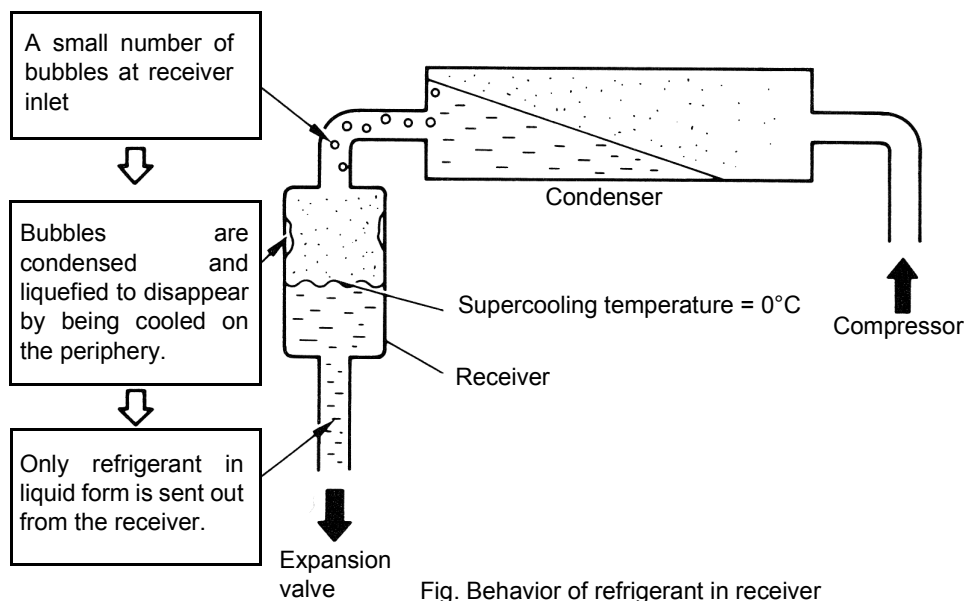 A small number of
bubbles at receiver
inlet
Bubbles are
condensed and
liquefied to disappear
by being cooled on
the periphery.
Only refrigerant in
liquid form is sent out
from the receiver.
Condenser
Supercooling temperature = 0°C
Compressor
Receiver
Expansion
valve
Fig. Behavior of refrigerant in receiver